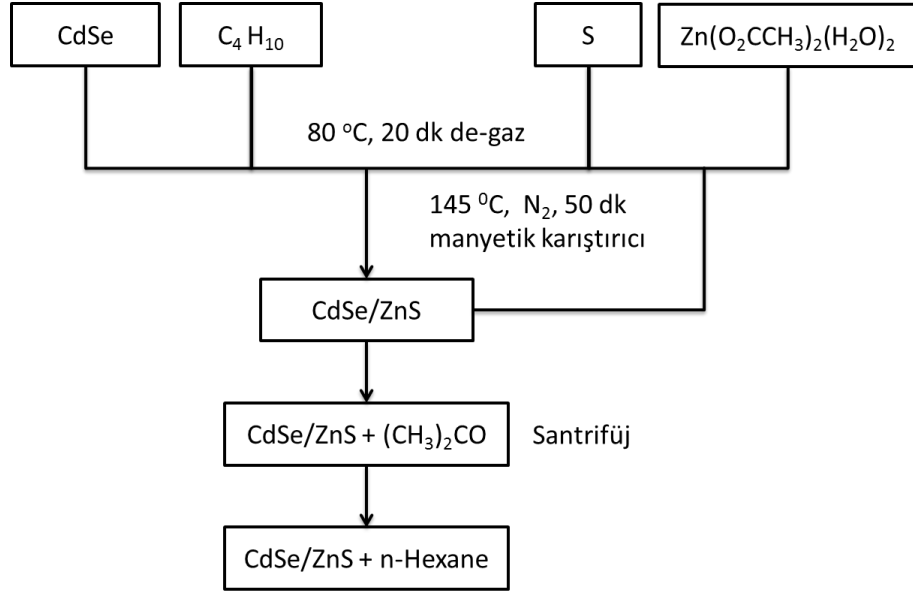 CdSe
C₄ H₁₀
S
Zn(O₂CCH₃)₂(H₂O)₂
80 ºC, 20 dk de-gaz
145 ⁰C, N₂, 50 dk
manyetik karıştırıcı
CdSe/ZnS
CdSe/ZnS + (CH₃)₂CO
Santrifüj
CdSe/ZnS + n-Hexane